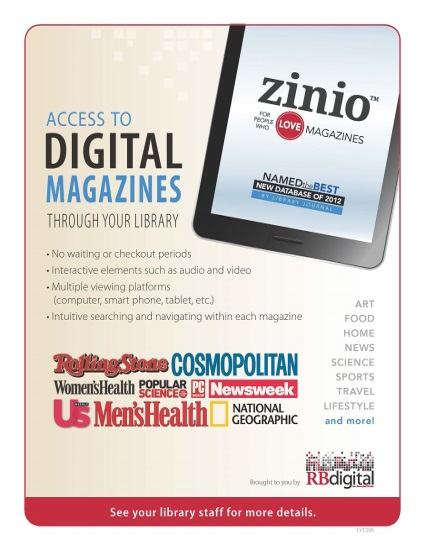 zinio™
FOR PEOPLE WHO LOVE MAGAZINES
NAMED the BEST
NEW DATABASE OF 2012
BY LIBRARY JOURNAL
ACCESS TO
DIGITAL
MAGAZINES
THROUGH YOUR LIBRARY
• No waiting or checkout periods
• Interactive elements such as audio and video
• Multiple viewing platforms
(computer, smart phone, tablet, etc.)
• Intuitive searching and navigating within each magazine
ART
FOOD
HOME
NEWS
SCIENCE
SPORTS
TRAVEL
LIFESTYLE
and more!
RollingStone COSMOPOLITAN
Women'sHealth POPULAR SCIENCE PC Newsweek
Us WEEKLY Men'sHealth NATIONAL GEOGRAPHIC
Brought to you by RBdigital
See your library staff for more details.